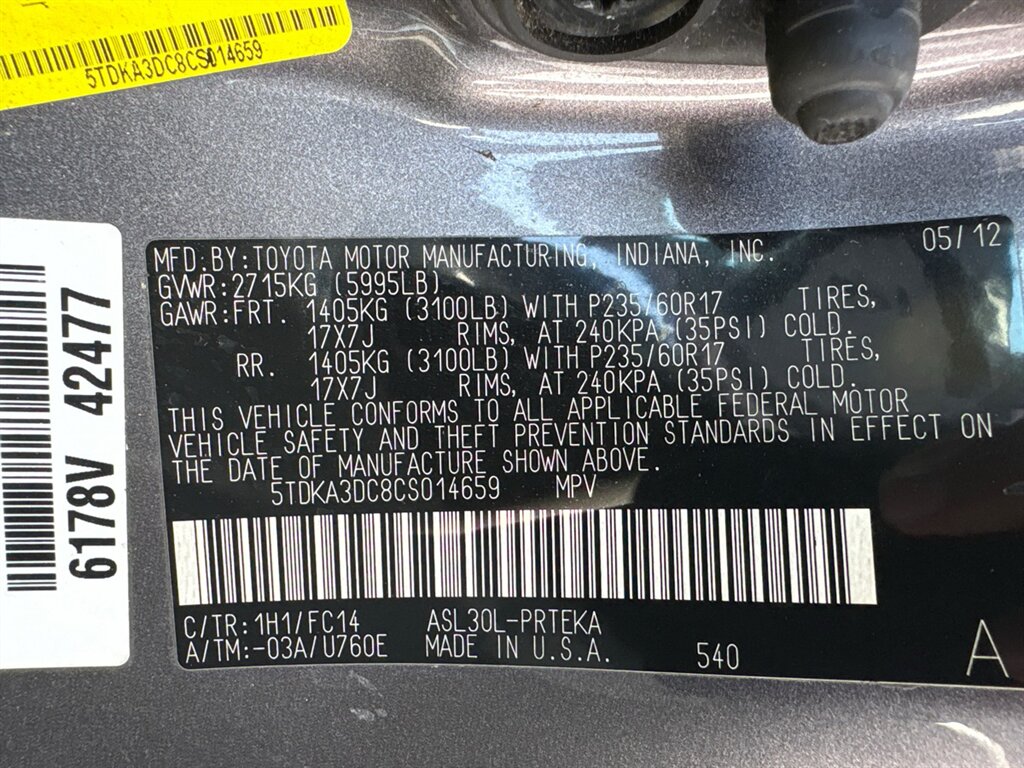 5TDKA3DC8CS014659
6178V 42477
MFD.BY:TOYOTA MOTOR MANUFACTURING, INDIANA, INC. 05/12
GVWR:2715KG (5995LB)
GAWR:FRT. 1405KG (3100LB) WITH P235/60R17 TIRES,
17X7J RIMS, AT 240KPA (35PSI) COLD.
RR. 1405KG (3100LB) WITH P235/60R17 TIRES,
17X7J RIMS, AT 240KPA (35PSI) COLD.
THIS VEHICLE CONFORMS TO ALL APPLICABLE FEDERAL MOTOR
VEHICLE SAFETY AND THEFT PREVENTION STANDARDS IN EFFECT ON
THE DATE OF MANUFACTURE SHOWN ABOVE.
5TDKA3DC8CS014659 MPV
C/TR:1H1/FC14 ASL30L-PRTEKA
A/TM:-03A/U760E MADE IN U.S.A. 540 A